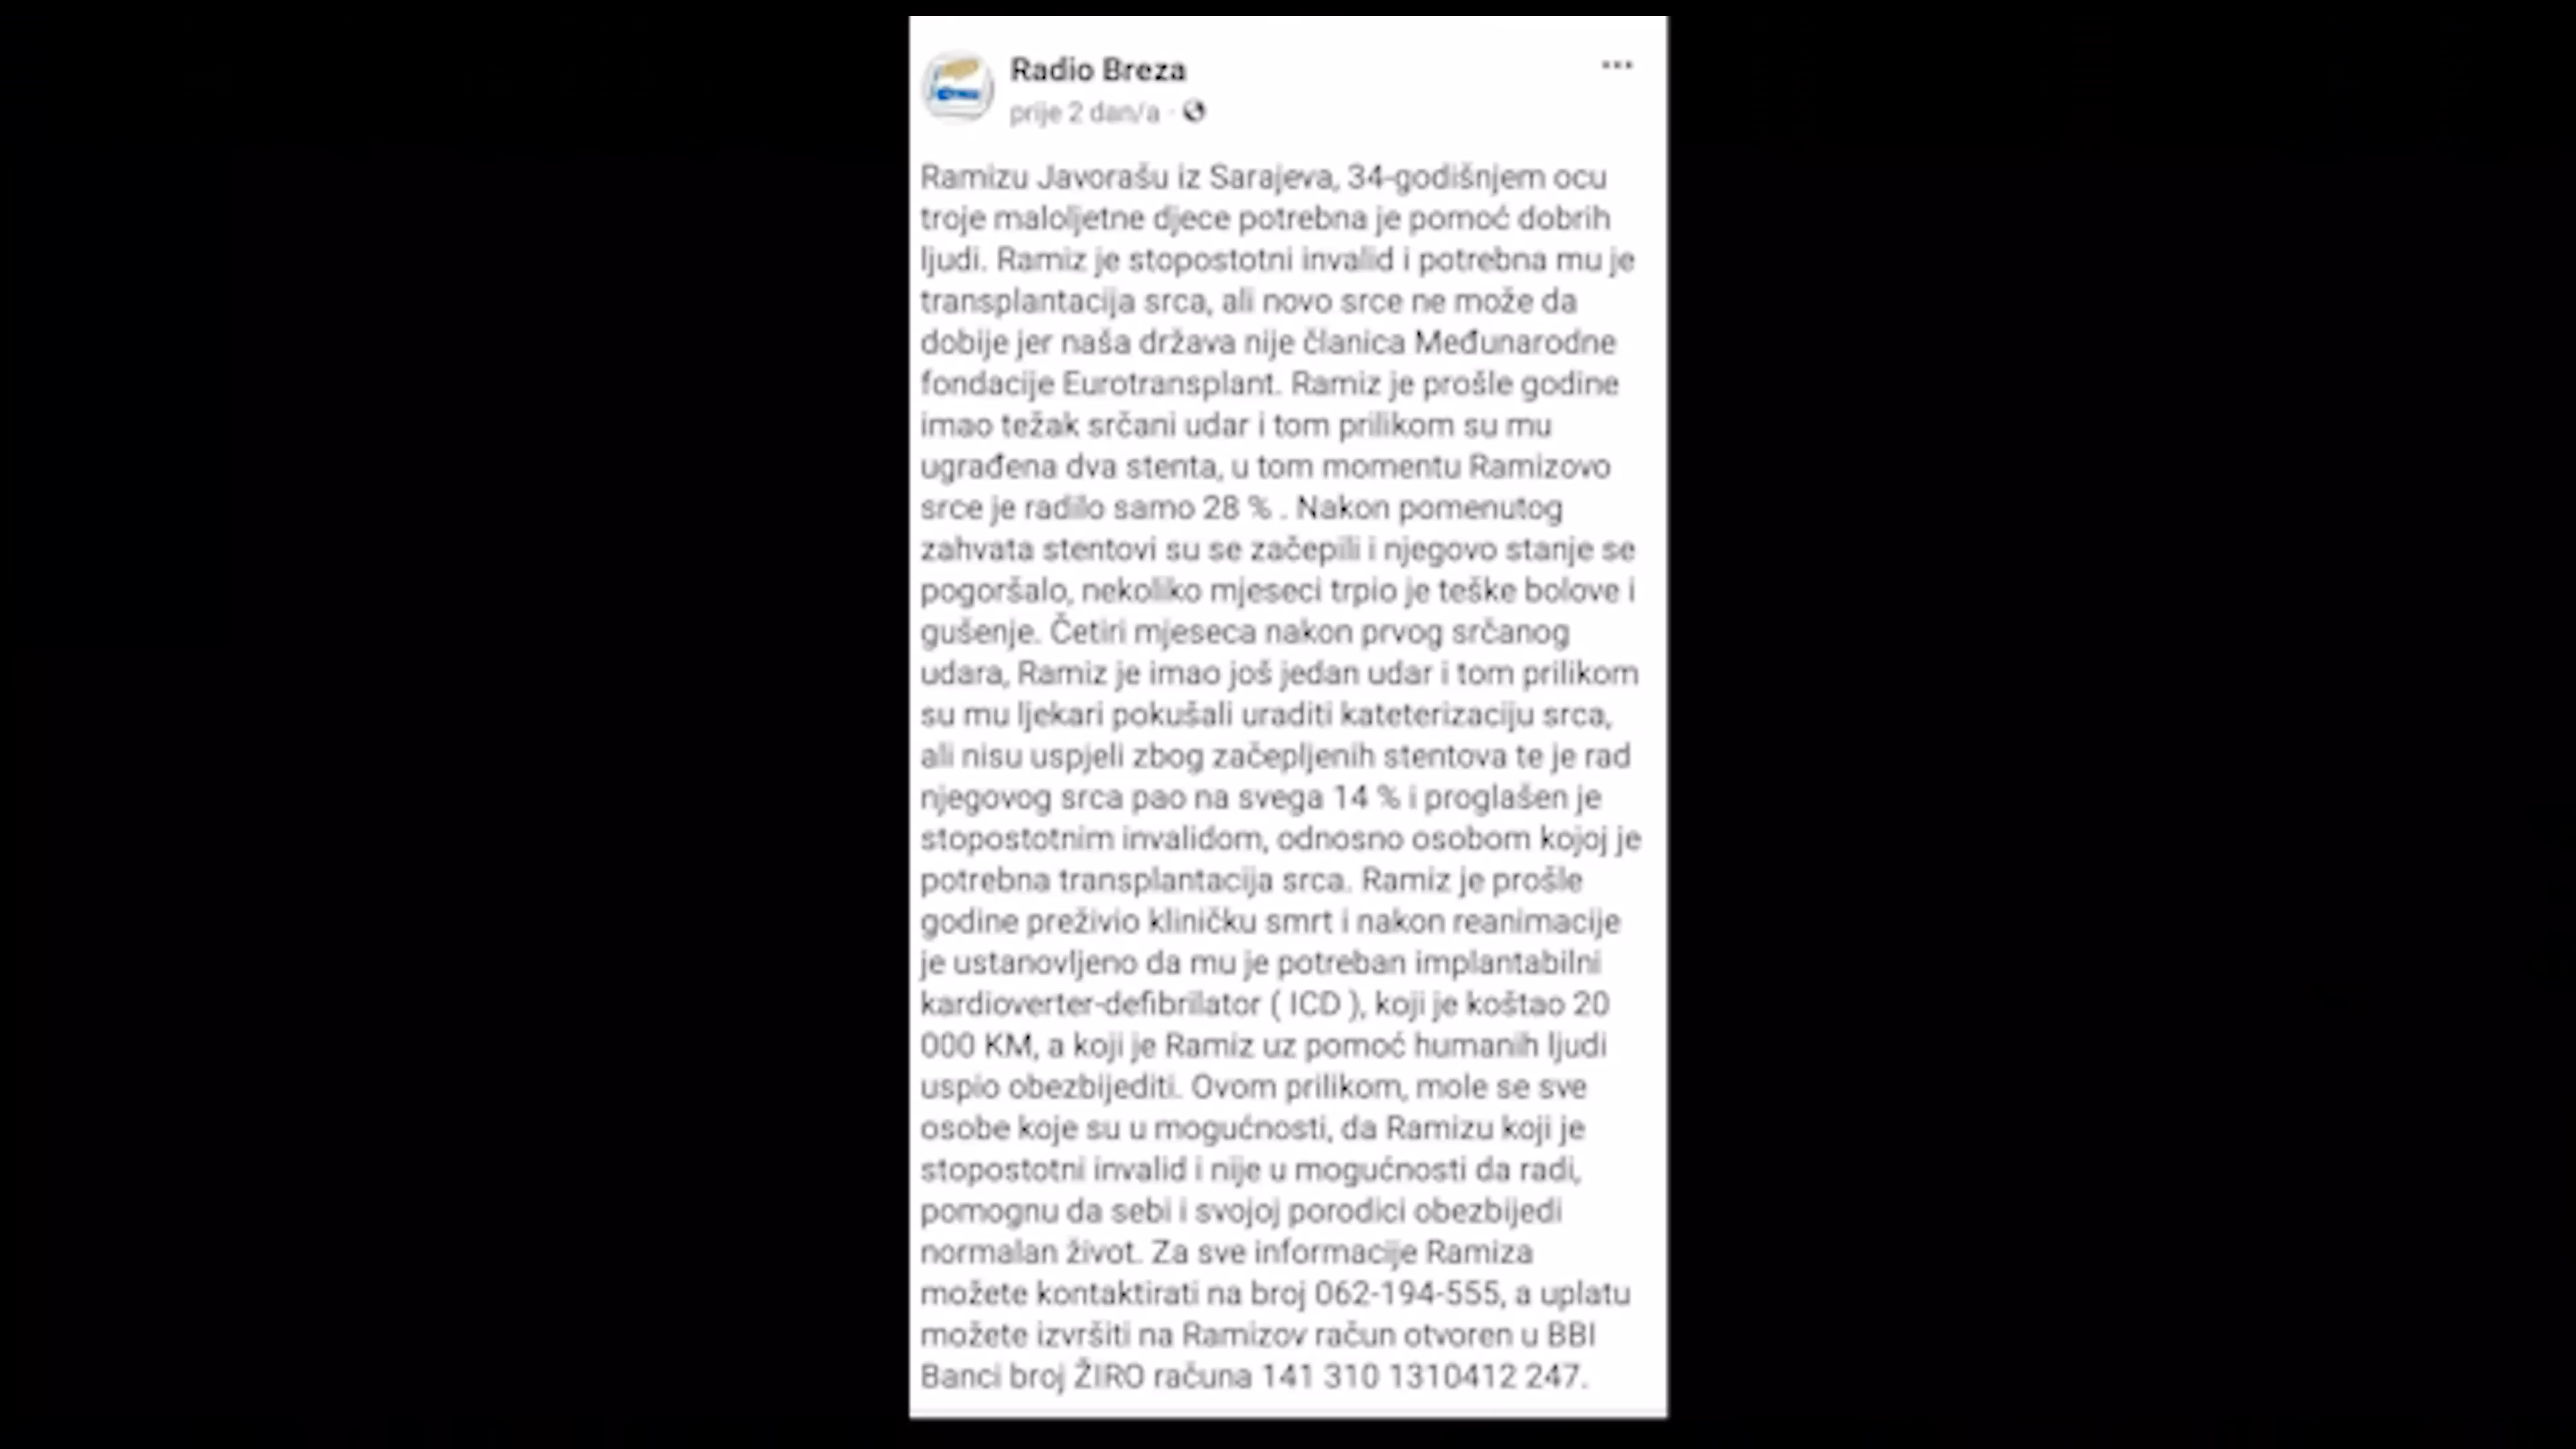 Radio Breza
prije 2 dan/a ·
Ramizu Javorašu iz Sarajeva, 34-godišnjem ocu
troje maloljetne djece potrebna je pomoć dobrih
ljudi. Ramiz je stopostotni invalid i potrebna mu je
transplantacija srca, ali novo srce ne može da
dobije jer naša država nije članica Međunarodne
fondacije Eurotransplant. Ramiz je prošle godine
imao težak srčani udar i tom prilikom su mu
ugrađena dva stenta, u tom momentu Ramizovo
srce je radilo samo 28 % . Nakon pomenutog
zahvata stentovi su se začepili i njegovo stanje se
pogoršalo, nekoliko mjeseci trpio je teške bolove i
gušenje. Četiri mjeseca nakon prvog srčanog
udara, Ramiz je imao još jedan udar i tom prilikom
su mu ljekari pokušali uraditi kateterizaciju srca,
ali nisu uspjeli zbog začepljenih stentova te je rad
njegovog srca pao na svega 14 % i proglašen je
stopostotnim invalidom, odnosno osobom kojoj je
potrebna transplantacija srca. Ramiz je prošle
godine preživio kliničku smrt i nakon reanimacije
je ustanovljeno da mu je potreban implantabilni
kardioverter-defibrilator ( ICD ), koji je koštao 20
000 KM, a koji je Ramiz uz pomoć humanih ljudi
uspio obezbijediti. Ovom prilikom, mole se sve
osobe koje su u mogućnosti, da Ramizu koji je
stopostotni invalid i nije u mogućnosti da radi,
pomognu da sebi i svojoj porodici obezbijedi
normalan život. Za sve informacije Ramiza
možete kontaktirati na broj 062-194-555, a uplatu
možete izvršiti na Ramizov račun otvoren u BBI
Banci broj ŽIRO računa 141 310 1310412 247.